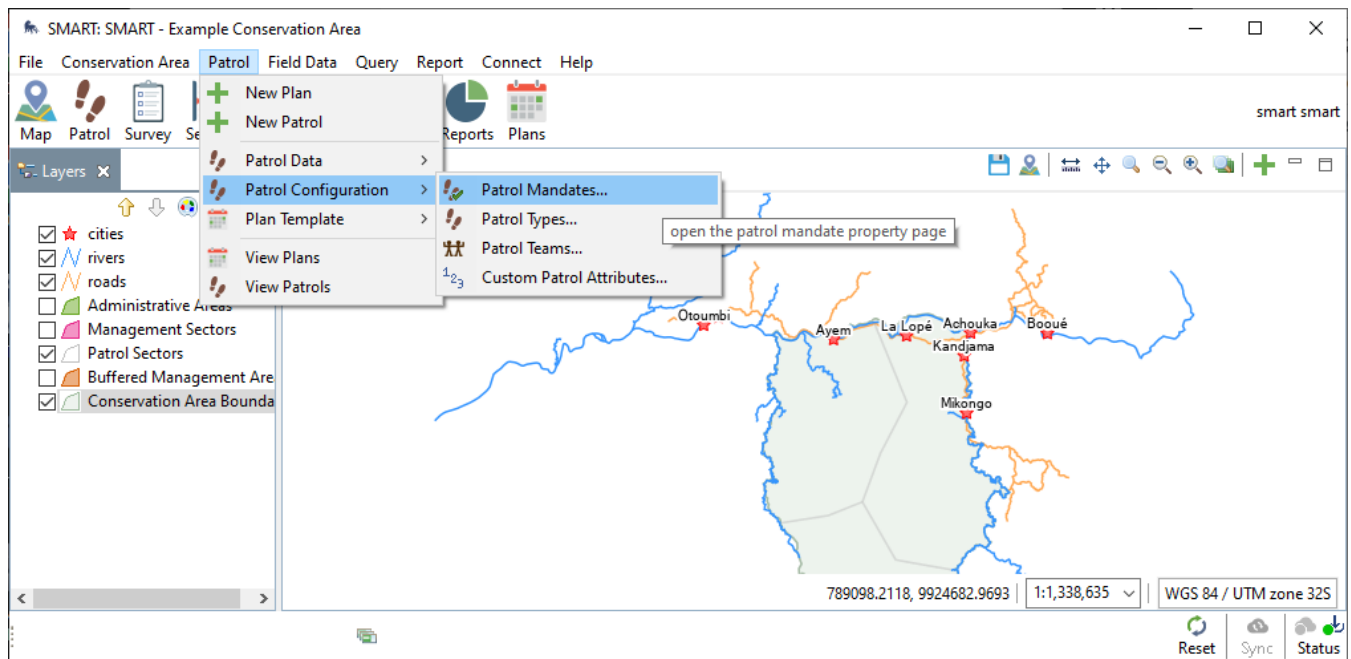 SMART: SMART - Example Conservation Area
File Conservation Area Patrol Field Data Query Report Connect Help
Map Patrol Survey Reports Plans
smart smart
New Plan
New Patrol
Patrol Data
Patrol Configuration
Plan Template
View Plans
View Patrols
Patrol Mandates...
Patrol Types...
Patrol Teams...
Custom Patrol Attributes...
open the patrol mandate property page
Layers
cities
rivers
roads
Administrative Areas
Management Sectors
Patrol Sectors
Buffered Management Are
Conservation Area Bounda
Otoumbi
Ayem
La Lopé
Achouka
Booué
Kandjama
Mikongo
789098.2118, 9924682.9693
1:1,338,635
WGS 84 / UTM zone 32S
Reset Sync Status